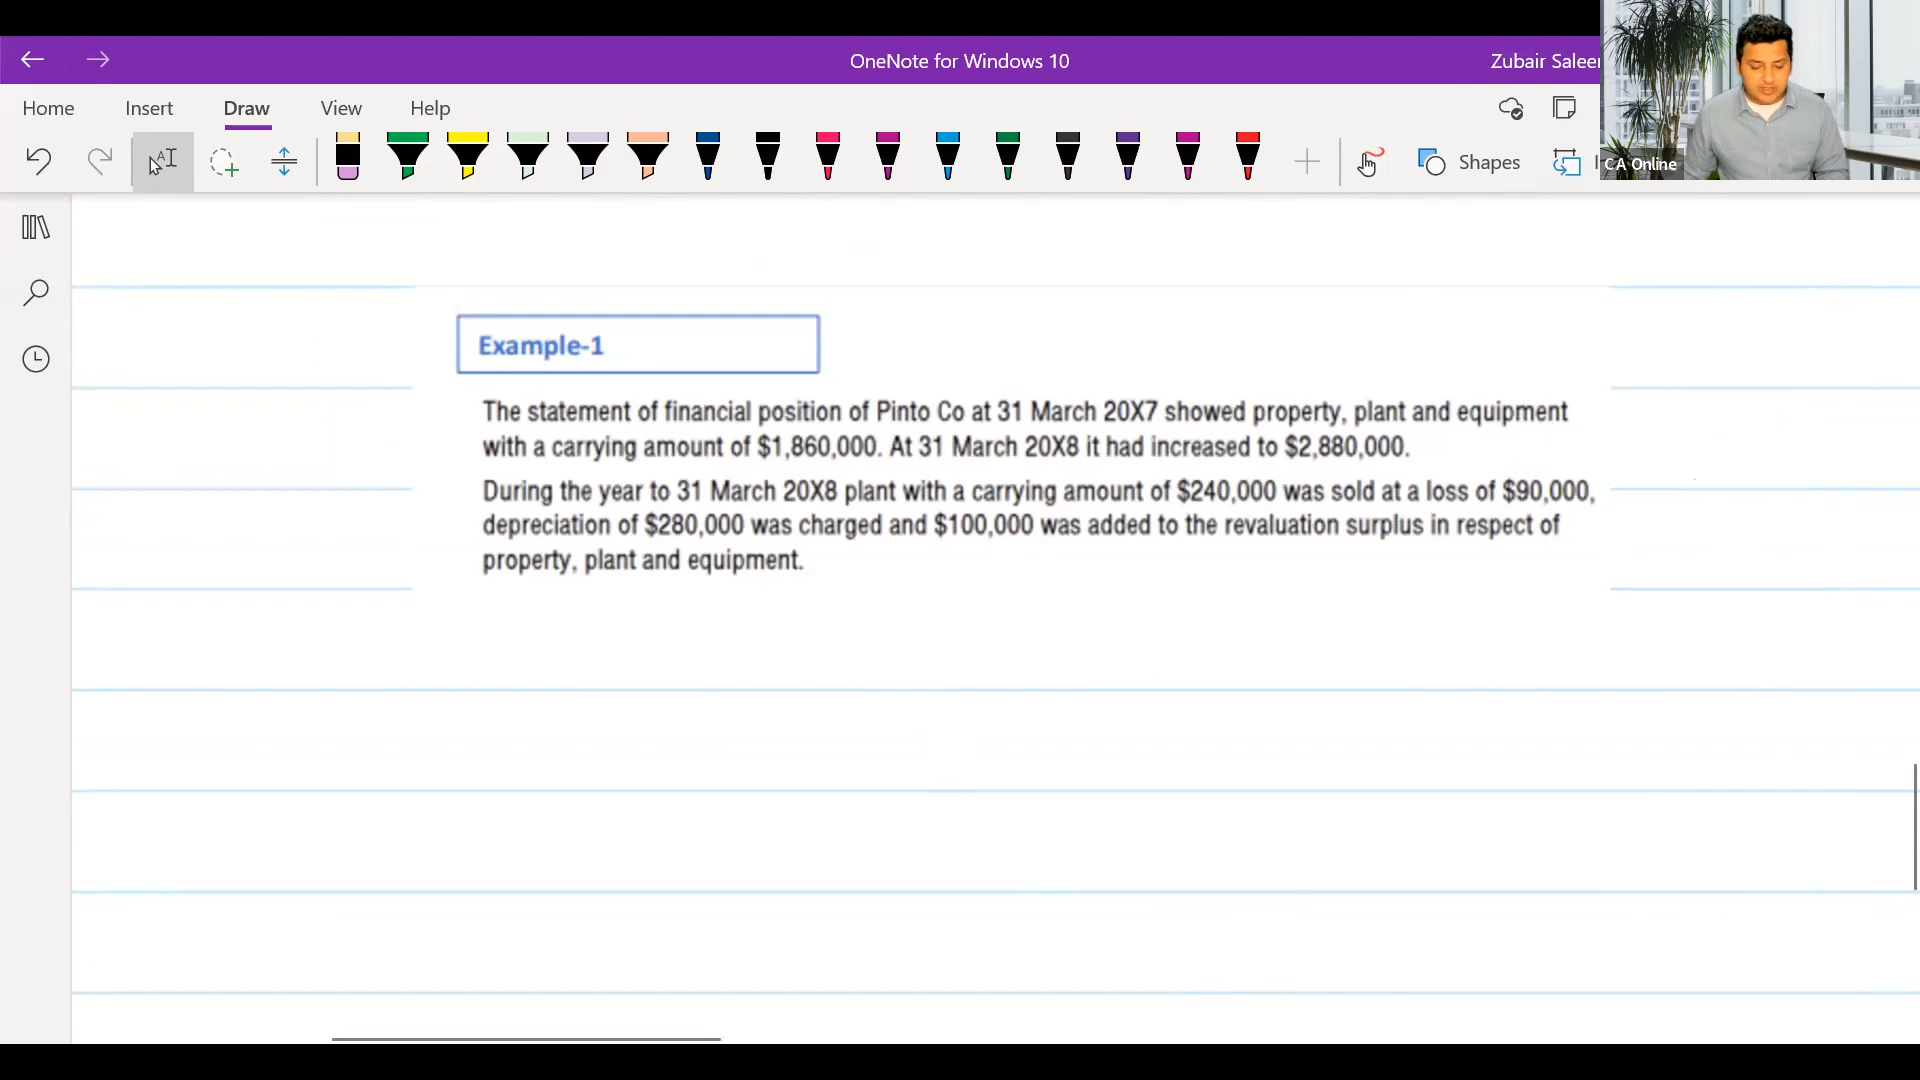 OneNote for Windows 10
Zubair Saleen
Home Insert Draw View Help
Shapes
CA Online
Example-1
The statement of financial position of Pinto Co at 31 March 20X7 showed property, plant and equipment
with a carrying amount of $1,860,000. At 31 March 20X8 it had increased to $2,880,000.
During the year to 31 March 20X8 plant with a carrying amount of $240,000 was sold at a loss of $90,000,
depreciation of $280,000 was charged and $100,000 was added to the revaluation surplus in respect of
property, plant and equipment.